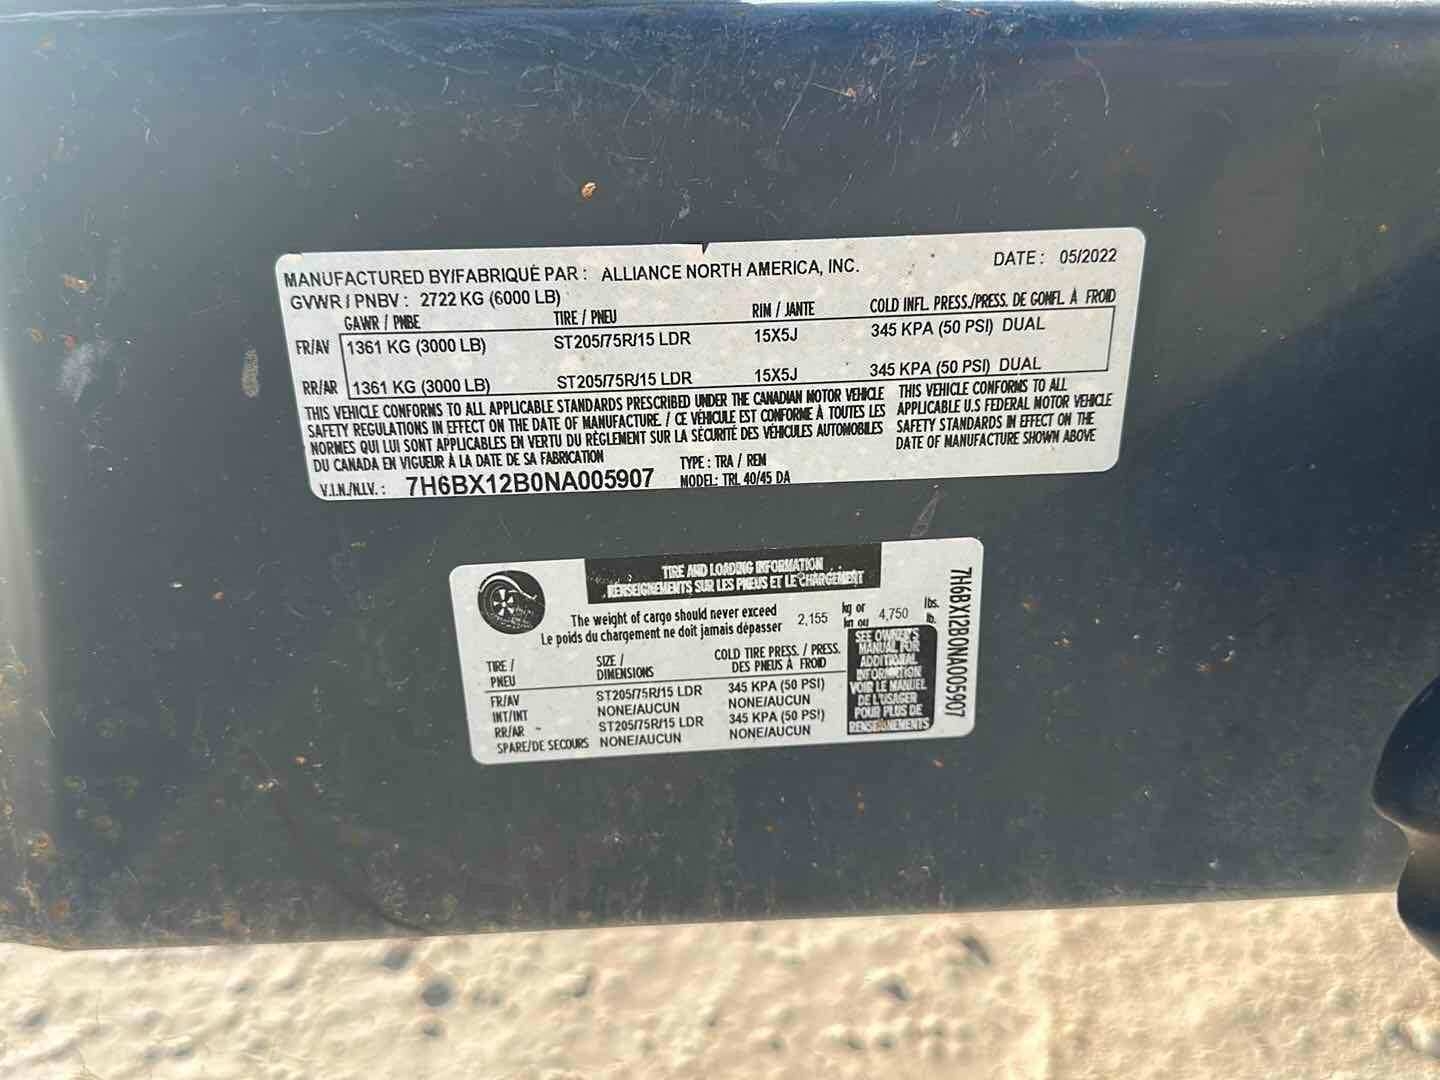 MANUFACTURED BY/FABRIQUÉ PAR : ALLIANCE NORTH AMERICA, INC. DATE : 05/2022
GVWR / PNBV : 2722 KG (6000 LB)
GAWR / PNBE TIRE / PNEU RIM / JANTE COLD INFL. PRESS./PRESS. DE GONFL. À FROID
FR/AV 1361 KG (3000 LB) ST205/75R/15 LDR 15X5J 345 KPA (50 PSI) DUAL
RR/AR 1361 KG (3000 LB) ST205/75R/15 LDR 15X5J 345 KPA (50 PSI) DUAL
THIS VEHICLE CONFORMS TO ALL APPLICABLE STANDARDS PRESCRIBED UNDER THE CANADIAN MOTOR VEHICLE
SAFETY REGULATIONS IN EFFECT ON THE DATE OF MANUFACTURE. / CE VÉHICULE EST CONFORME À TOUTES LES
NORMES QUI LUI SONT APPLICABLES EN VERTU DU RÈGLEMENT SUR LA SÉCURITÉ DES VÉHICULES AUTOMOBILES
DU CANADA EN VIGUEUR À LA DATE DE SA FABRICATION
THIS VEHICLE CONFORMS TO ALL
APPLICABLE U.S FEDERAL MOTOR VEHICLE
SAFETY STANDARDS IN EFFECT ON THE
DATE OF MANUFACTURE SHOWN ABOVE
V.I.N./N.I.V. : 7H6BX12B0NA005907
TYPE : TRA / REM
MODEL: TRL 40/45 DA
TIRE AND LOADING INFORMATION
RENSEIGNEMENTS SUR LES PNEUS ET LE CHARGEMENT
The weight of cargo should never exceed
Le poids du chargement ne doit jamais dépasser
2,155 kg or kn ou 4,750 lbs. lb.
TIRE / PNEU SIZE / DIMENSIONS COLD TIRE PRESS. / PRESS. DES PNEUS À FROID
FR/AV ST205/75R/15 LDR 345 KPA (50 PSI)
INT/INT NONE/AUCUN NONE/AUCUN
RR/AR - ST205/75R/15 LDR 345 KPA (50 PSI)
SPARE/DE SECOURS NONE/AUCUN NONE/AUCUN
SEE OWNER'S
MANUAL FOR
ADDITIONAL
INFORMATION
VOIR LE MANUEL
DE L'USAGER
POUR PLUS DE
RENSEIGNEMENTS
7H6BX12B0NA005907